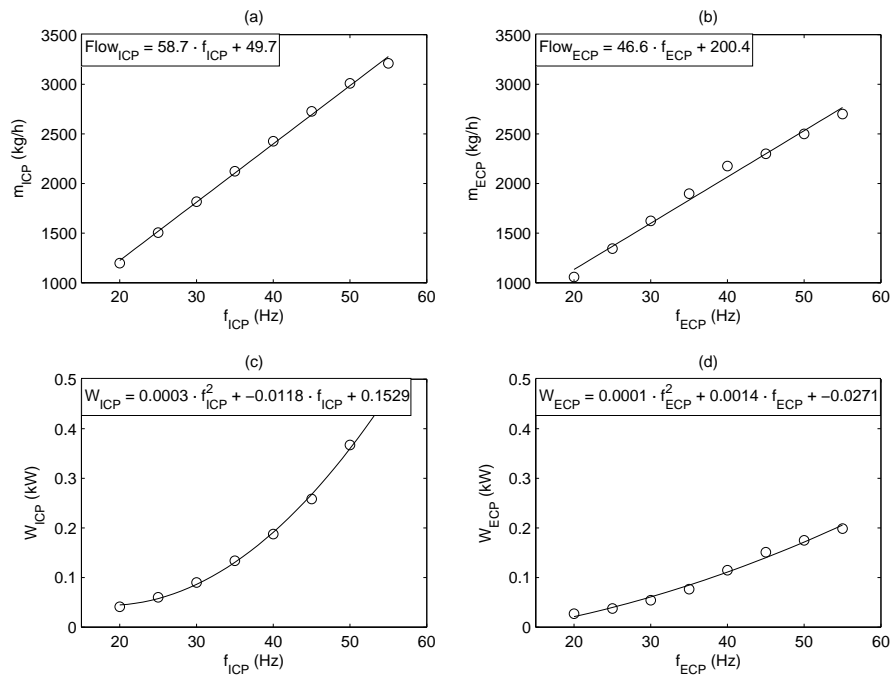 (a)
Flow_ICP = 58.7 · f_ICP + 49.7
3500
3000
2500
2000
1500
1000
m_ICP (kg/h)
20 30 40 50 60
f_ICP (Hz)
(b)
Flow_ECP = 46.6 · f_ECP + 200.4
3500
3000
2500
2000
1500
1000
m_ECP (kg/h)
20 30 40 50 60
f_ECP (Hz)
(c)
W_ICP = 0.0003 · f²_ICP + −0.0118 · f_ICP + 0.1529
0.5
0.4
0.3
0.2
0.1
0
W_ICP (kW)
20 30 40 50 60
f_ICP (Hz)
(d)
W_ECP = 0.0001 · f²_ECP + 0.0014 · f_ECP + −0.0271
0.5
0.4
0.3
0.2
0.1
0
W_ECP (kW)
20 30 40 50 60
f_ECP (Hz)